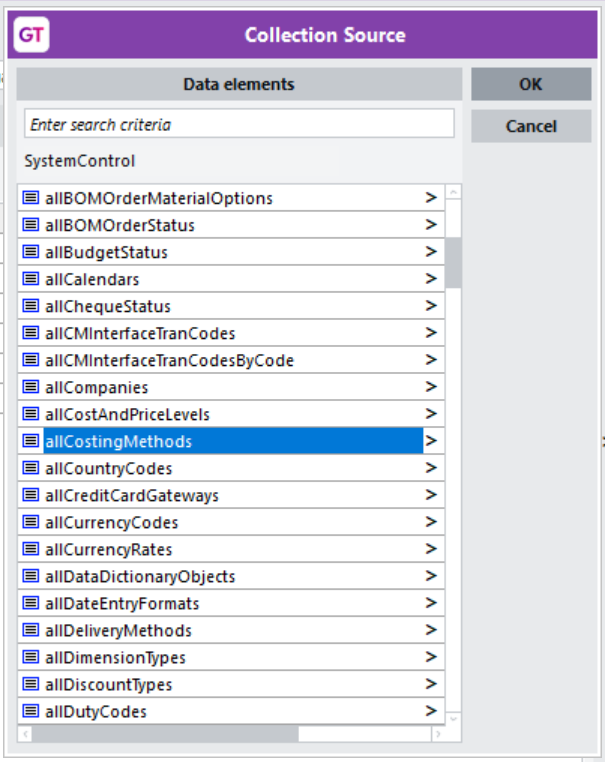 GT Collection Source
Data elements
OK
Enter search criteria
Cancel
SystemControl
allBOMOrderMaterialOptions >
allBOMOrderStatus >
allBudgetStatus >
allCalendars >
allChequeStatus >
allCMInterfaceTranCodes >
allCMInterfaceTranCodesByCode >
allCompanies >
allCostAndPriceLevels >
allCostingMethods >
allCountryCodes >
allCreditCardGateways >
allCurrencyCodes >
allCurrencyRates >
allDataDictionaryObjects >
allDateEntryFormats >
allDeliveryMethods >
allDimensionTypes >
allDiscountTypes >
allDutyCodes >